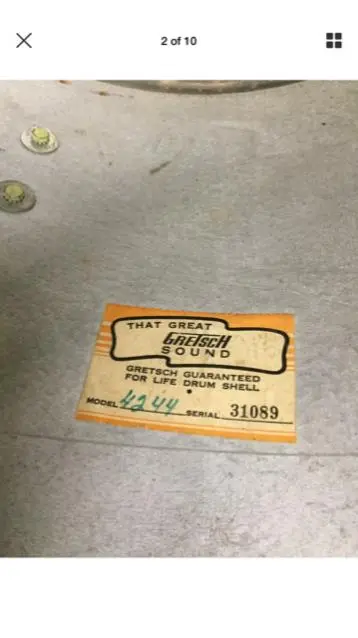 2 of 10
THAT GREAT
GRETSCH
SOUND
GRETSCH GUARANTEED
FOR LIFE DRUM SHELL
MODEL 4244 SERIAL 31089